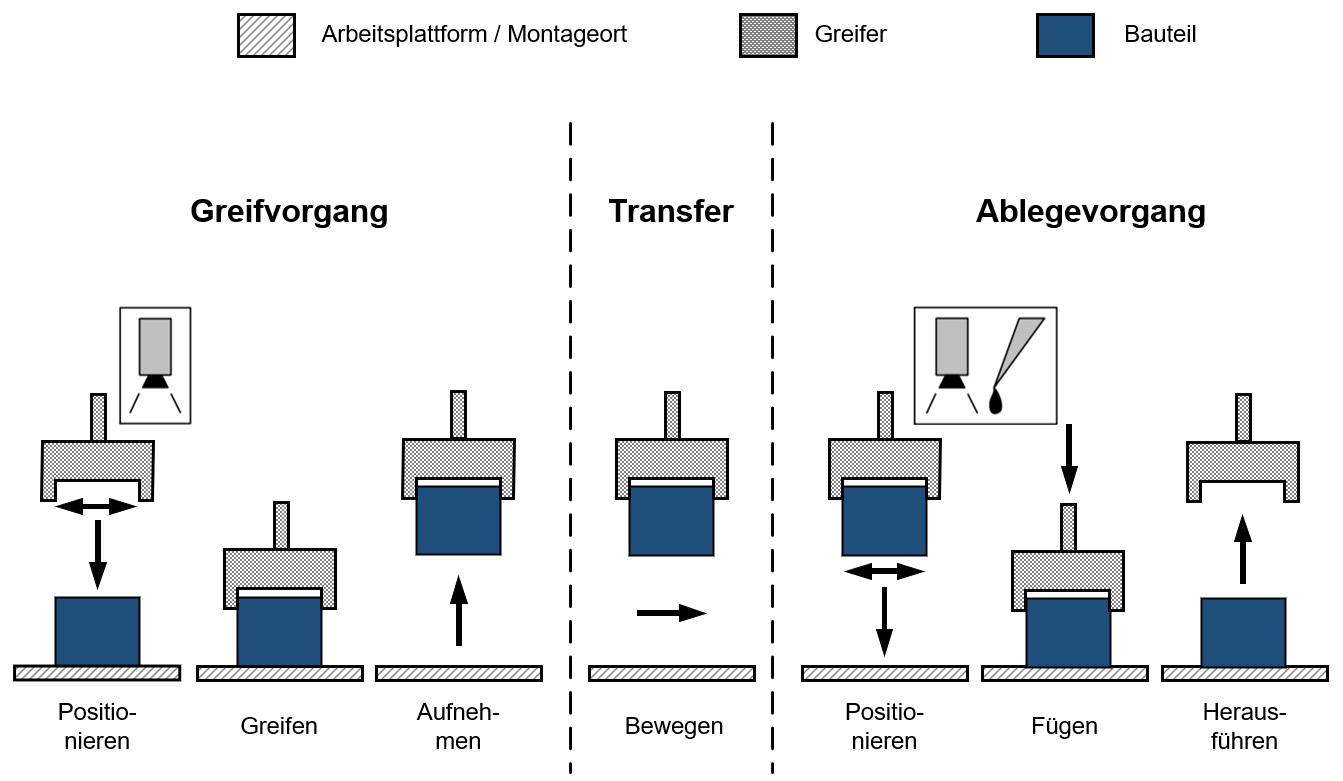 Arbeitsplattform / Montageort
Greifer
Bauteil
Greifvorgang
Transfer
Ablegevorgang
Positio-
nieren
Greifen
Aufneh-
men
Bewegen
Positio-
nieren
Fügen
Heraus-
führen